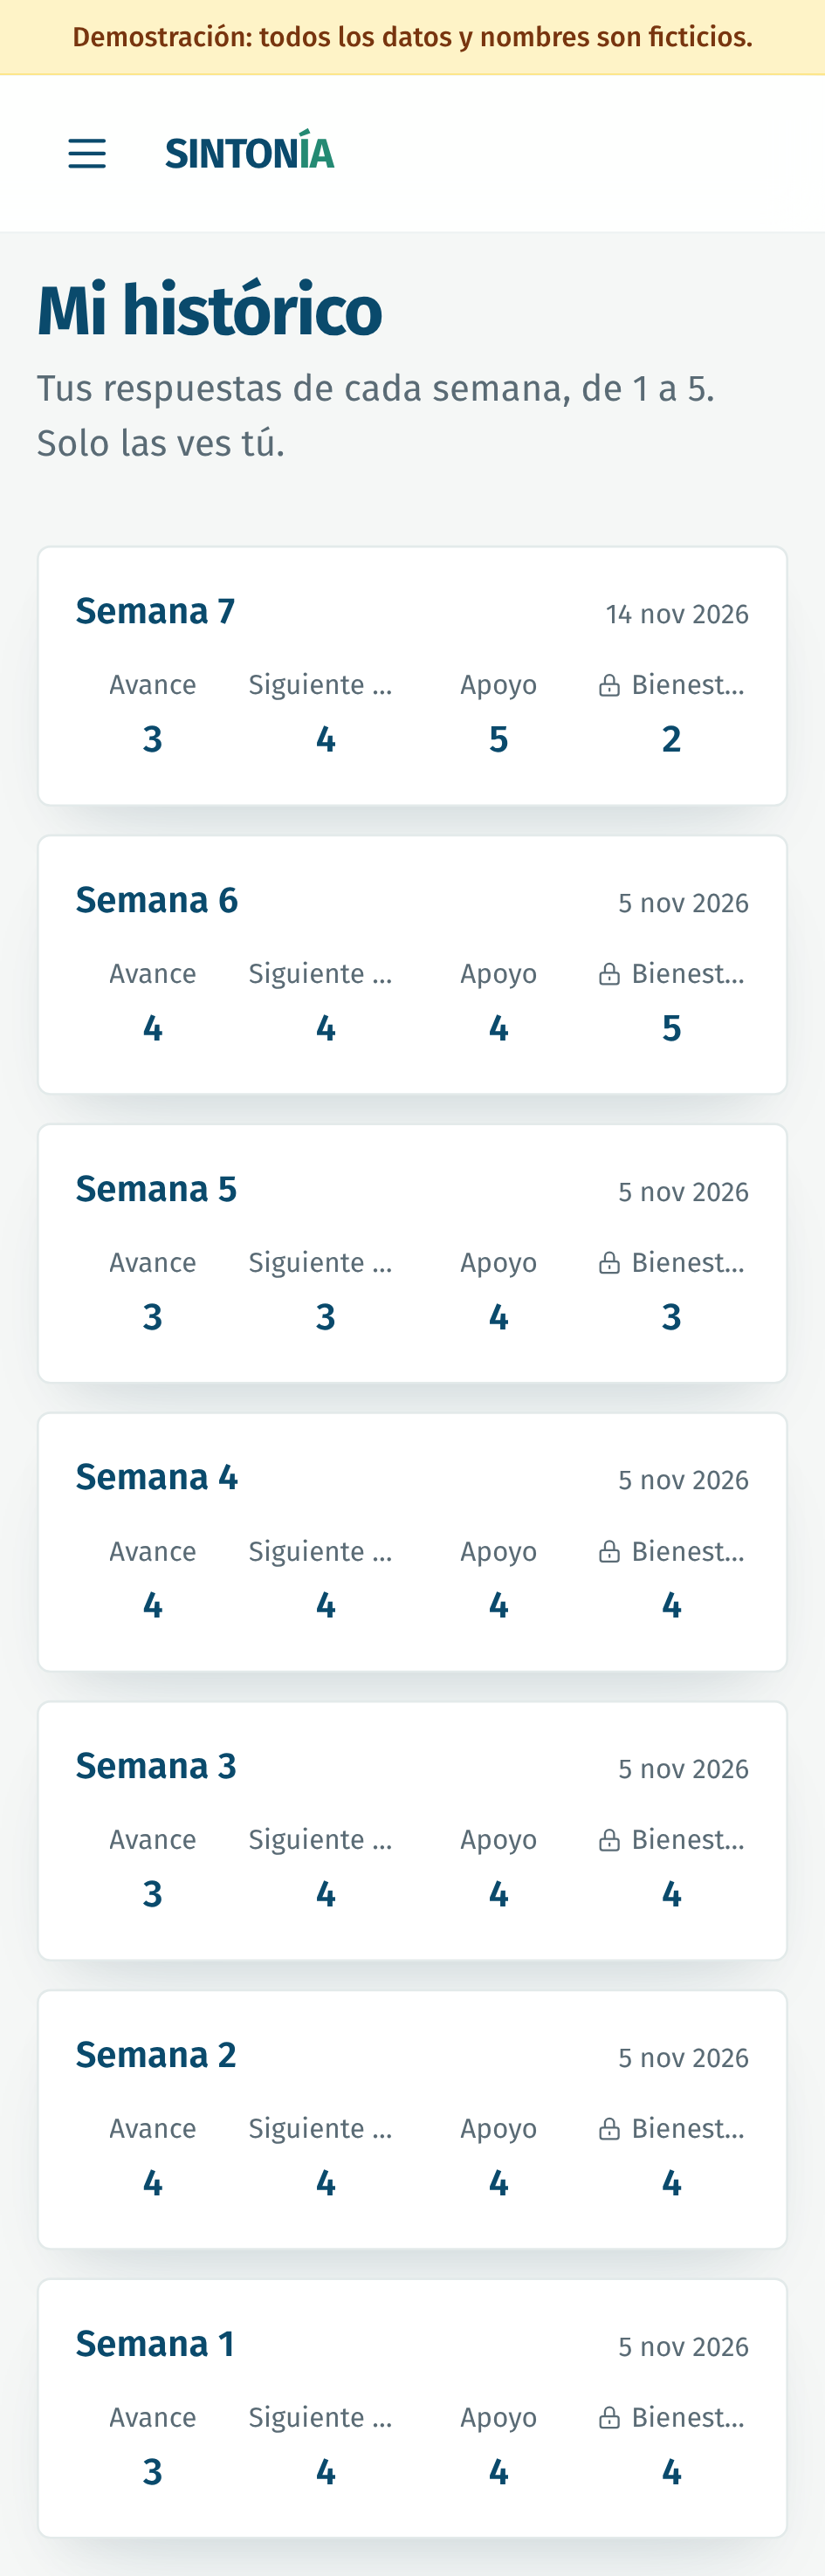 Demostración: todos los datos y nombres son ficticios.
SINTONÍA
Mi histórico
Tus respuestas de cada semana, de 1 a 5.
Solo las ves tú.
Semana 7 14 nov 2026
Avance Siguiente ... Apoyo Bienest...
3 4 5 2
Semana 6 5 nov 2026
Avance Siguiente ... Apoyo Bienest...
4 4 4 5
Semana 5 5 nov 2026
Avance Siguiente ... Apoyo Bienest...
3 3 4 3
Semana 4 5 nov 2026
Avance Siguiente ... Apoyo Bienest...
4 4 4 4
Semana 3 5 nov 2026
Avance Siguiente ... Apoyo Bienest...
3 4 4 4
Semana 2 5 nov 2026
Avance Siguiente ... Apoyo Bienest...
4 4 4 4
Semana 1 5 nov 2026
Avance Siguiente ... Apoyo Bienest...
3 4 4 4